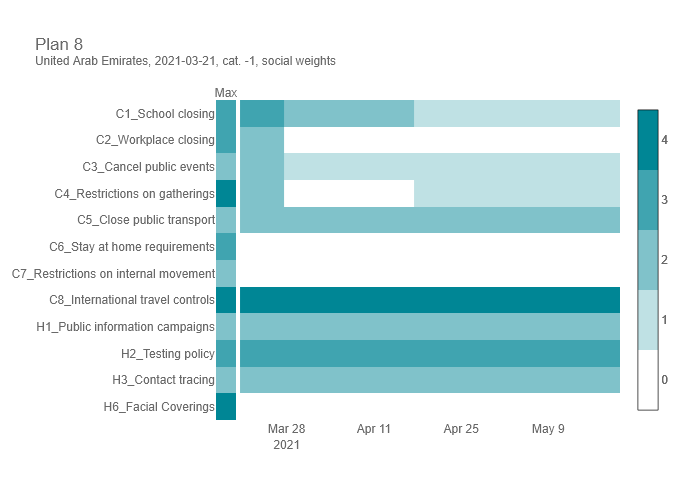 Plan 8
United Arab Emirates, 2021-03-21, cat. -1, social weights
Max
C1_School closing
C2_Workplace closing
C3_Cancel public events
C4_Restrictions on gatherings
C5_Close public transport
C6_Stay at home requirements
C7_Restrictions on internal movement
C8_International travel controls
H1_Public information campaigns
H2_Testing policy
H3_Contact tracing
H6_Facial Coverings
4
3
2
1
0
Mar 28 Apr 11 Apr 25 May 9
2021